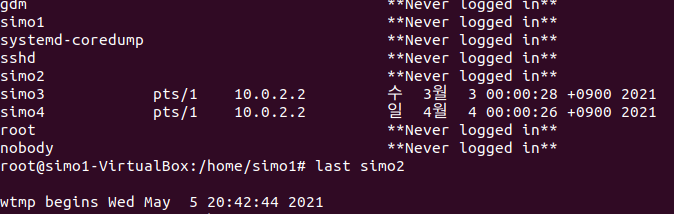 gdm **Never logged in**
simo1 **Never logged in**
systemd-coredump **Never logged in**
sshd **Never logged in**
simo2 **Never logged in**
simo3 pts/1 10.0.2.2 수 3월 3 00:00:28 +0900 2021
simo4 pts/1 10.0.2.2 일 4월 4 00:00:26 +0900 2021
root **Never logged in**
nobody **Never logged in**
root@simo1-VirtualBox:/home/simo1# last simo2
wtmp begins Wed May 5 20:42:44 2021